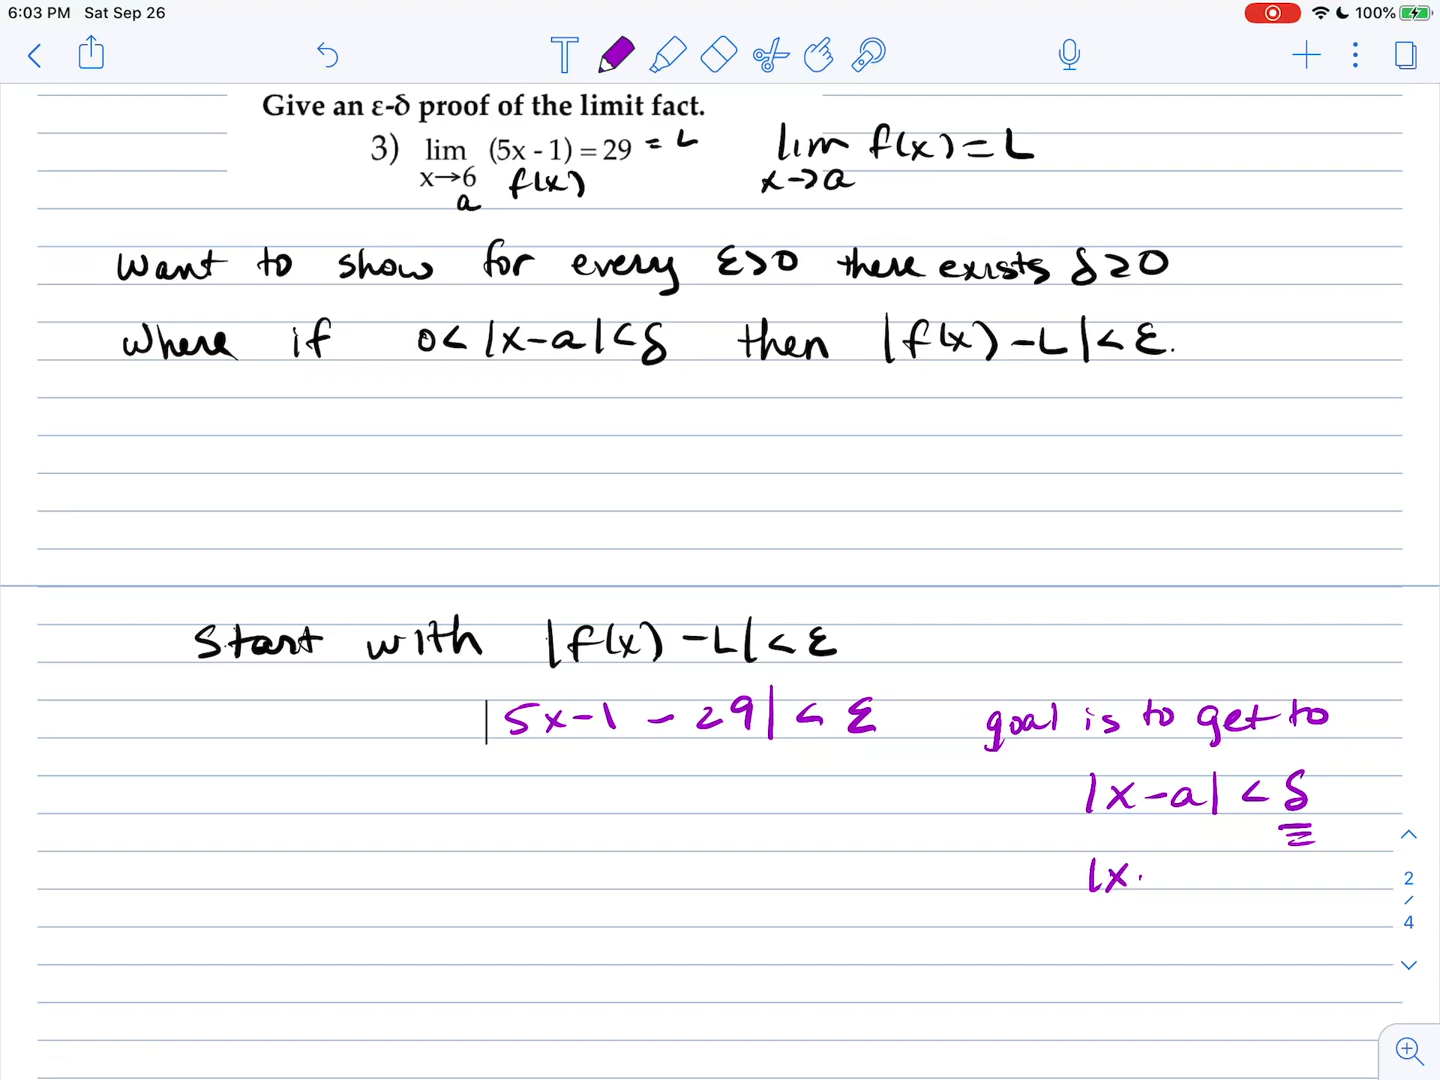 6:03 PM Sat Sep 26 100%
T
Give an ε-δ proof of the limit fact.
3) lim (5x - 1) = 29 = L
x→6 f(x)
a
lim f(x) = L
x→a
Want to show for every ε>0 there exists δ>0
where if 0< |x-a|<δ then |f(x)-L|<ε.
Start with |f(x)-L|<ε
|5x-1 - 29| < ε goal is to get to
|x-a| < δ
|x.
2
/
4